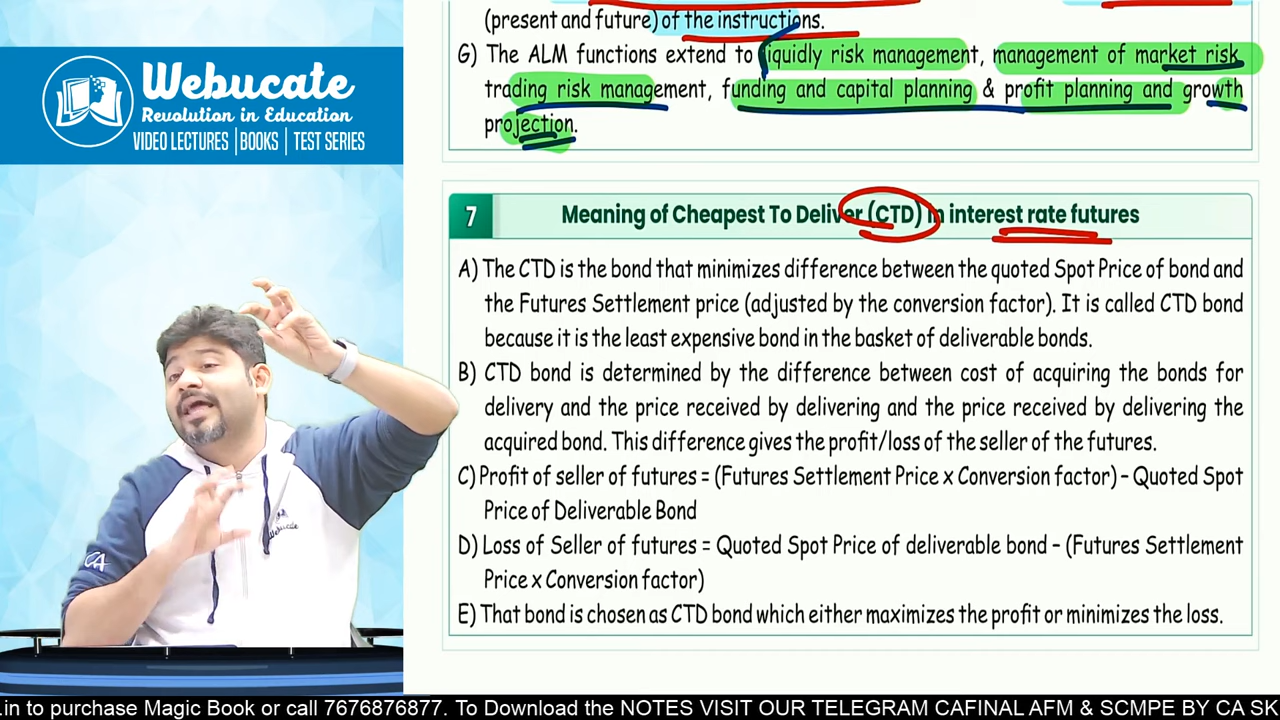 Webucate
Revolution in Education
VIDEO LECTURES | BOOKS | TEST SERIES
(present and future) of the instructions.
G) The ALM functions extend to liquidly risk management, management of market risk
trading risk management, funding and capital planning & profit planning and growth
projection.
7
Meaning of Cheapest To Deliver (CTD) in interest rate futures
A) The CTD is the bond that minimizes difference between the quoted Spot Price of bond and
the Futures Settlement price (adjusted by the conversion factor). It is called CTD bond
because it is the least expensive bond in the basket of deliverable bonds.
B) CTD bond is determined by the difference between cost of acquiring the bonds for
delivery and the price received by delivering and the price received by delivering the
acquired bond. This difference gives the profit/loss of the seller of the futures.
C) Profit of seller of futures = (Futures Settlement Price x Conversion factor) – Quoted Spot
Price of Deliverable Bond
D) Loss of Seller of futures = Quoted Spot Price of deliverable bond – (Futures Settlement
Price x Conversion factor)
E) That bond is chosen as CTD bond which either maximizes the profit or minimizes the loss.
Webucate
CA
.in to purchase Magic Book or call 7676876877. To Download the NOTES VISIT OUR TELEGRAM CAFINAL AFM & SCMPE BY CA SK